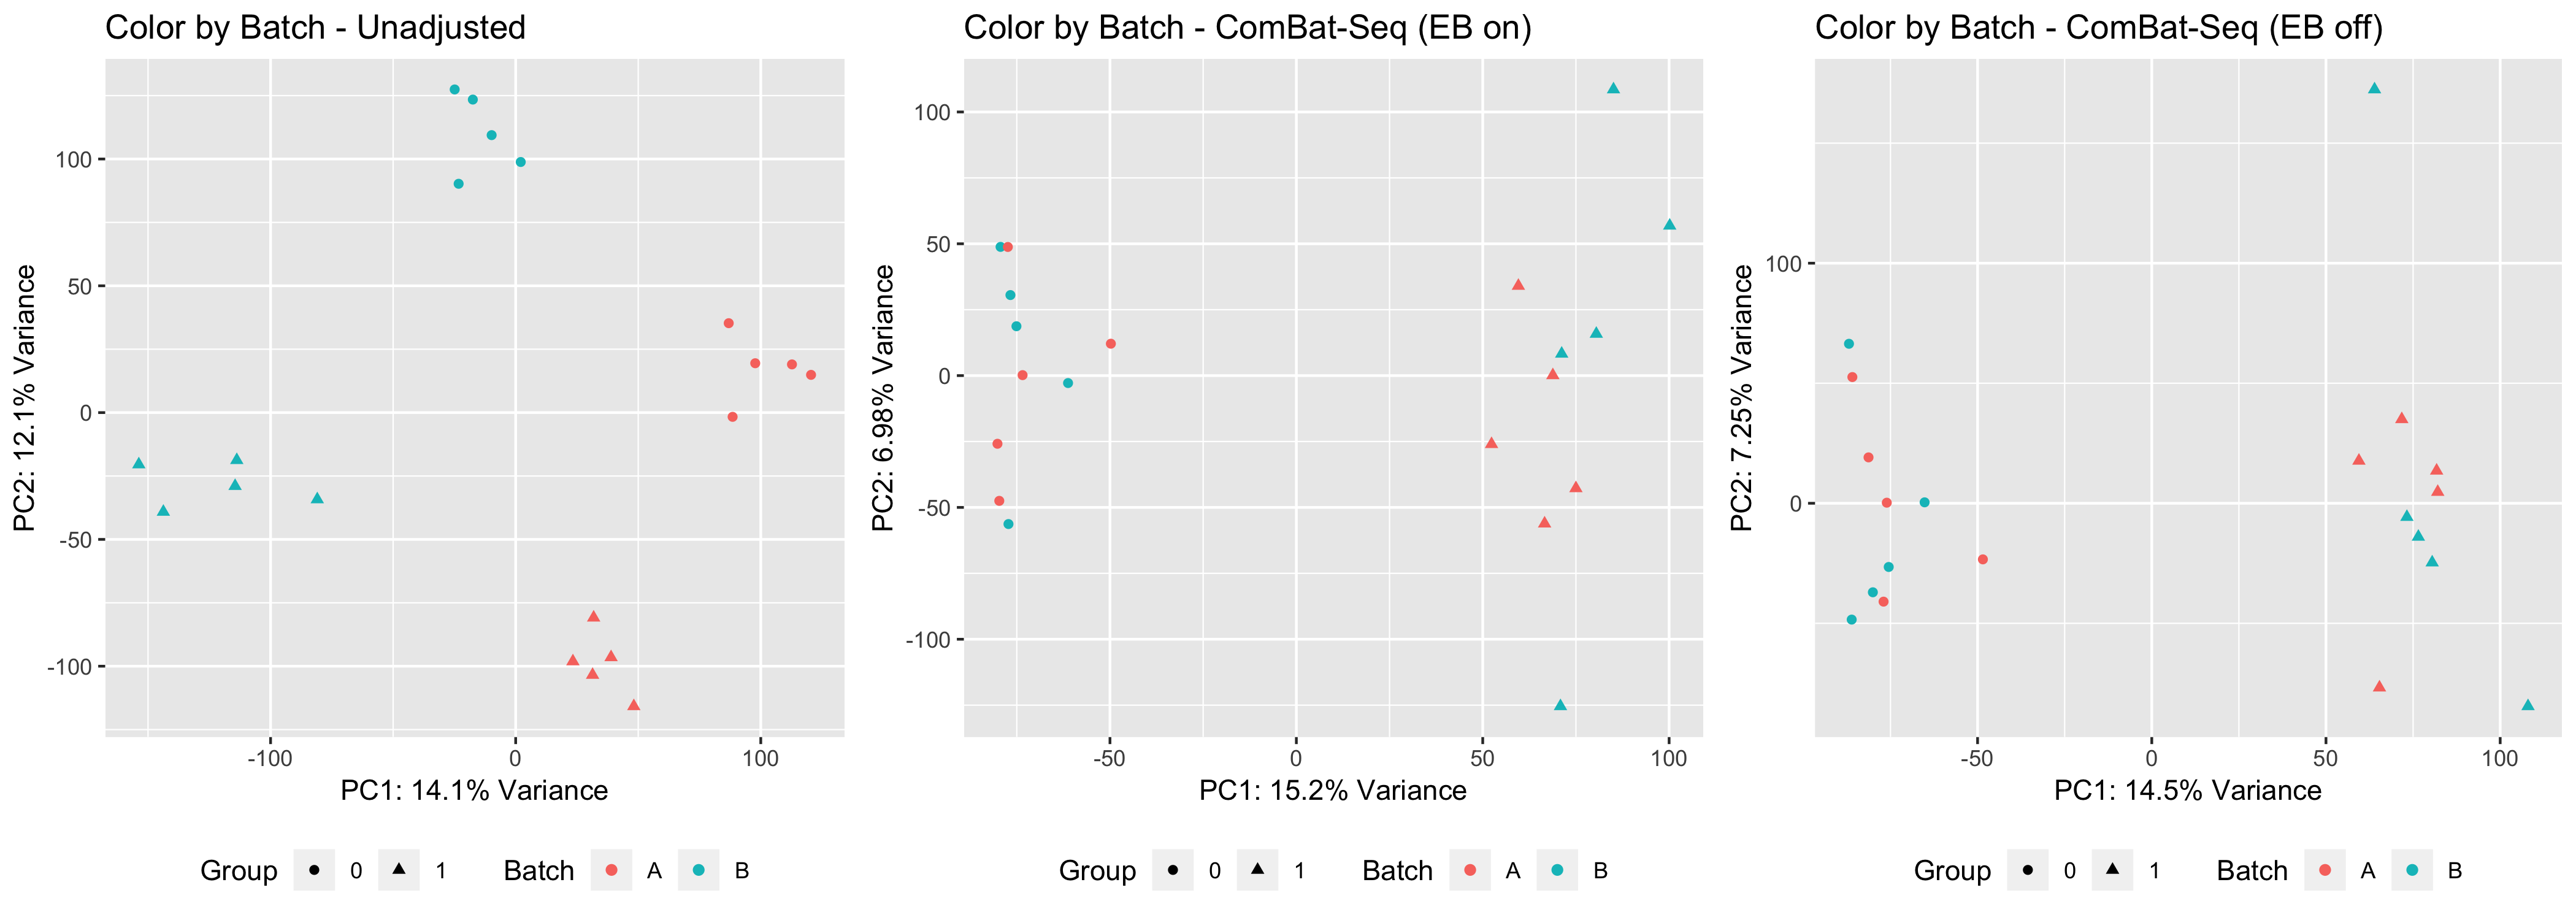 Color by Batch - Unadjusted
PC2: 12.1% Variance
100
50
0
-50
-100
-100
0
100
PC1: 14.1% Variance
Group 0 1 Batch A B
Color by Batch - ComBat-Seq (EB on)
PC2: 6.98% Variance
100
50
0
-50
-100
-50
0
50
100
PC1: 15.2% Variance
Group 0 1 Batch A B
Color by Batch - ComBat-Seq (EB off)
PC2: 7.25% Variance
100
0
-50
0
50
100
PC1: 14.5% Variance
Group 0 1 Batch A B